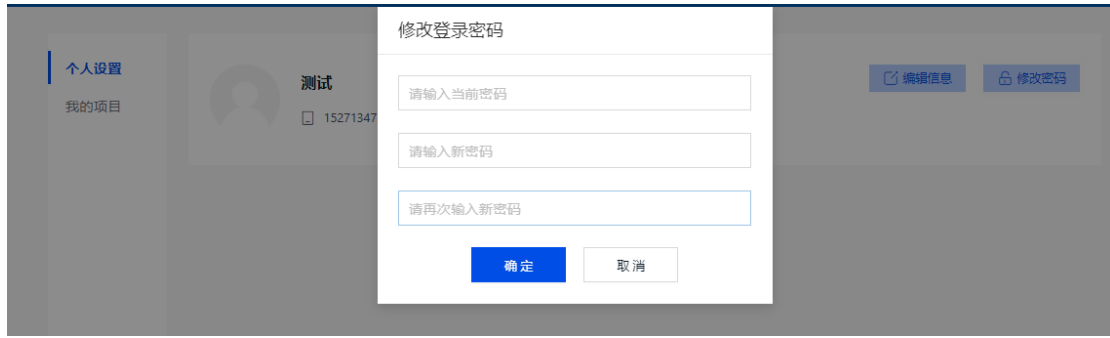 修改登录密码
个人设置
我的项目
测试
15271347
编辑信息
修改密码
请输入当前密码
请输入新密码
请再次输入新密码
确定
取消